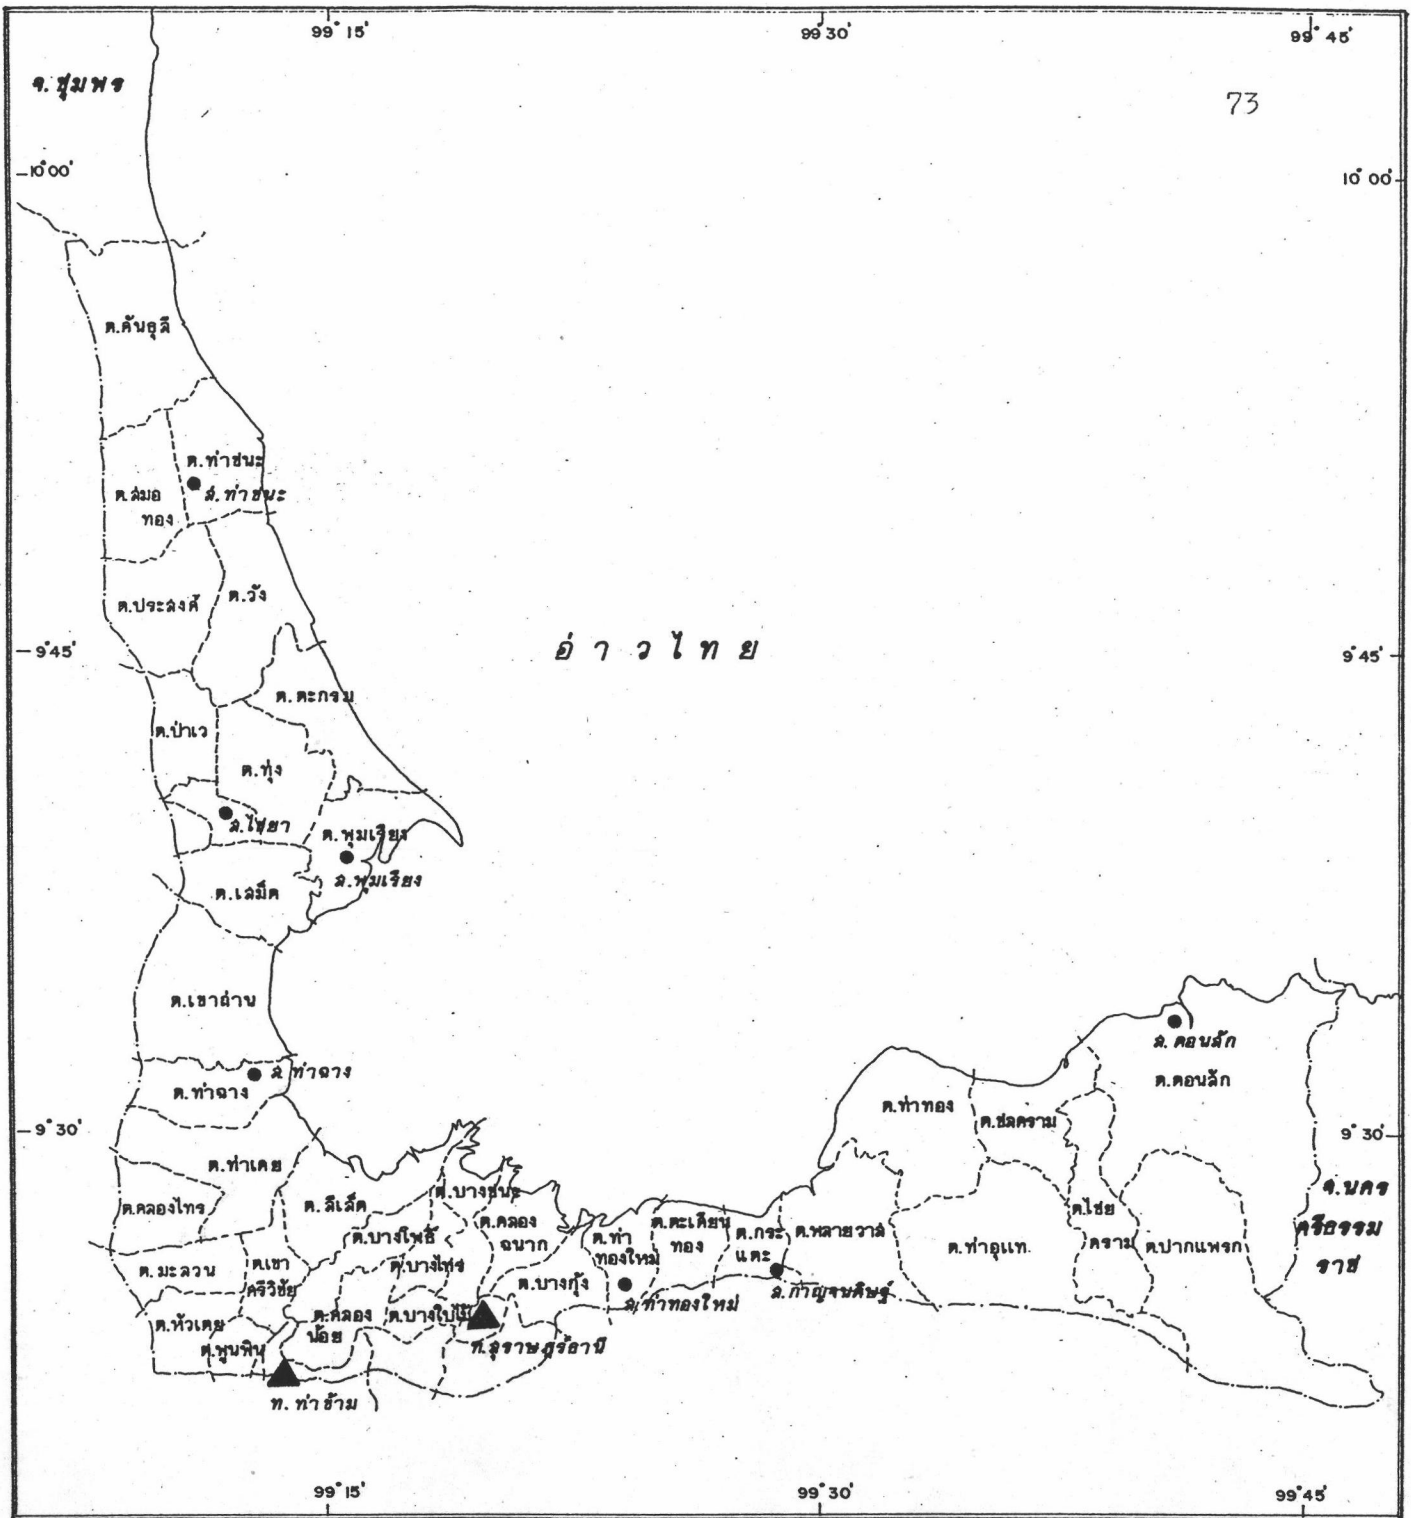 99°15'
99°30'
99°45'
จ.ชุมพร
73
10°00'
10°00'
ต.คันธุลี
ต.ท่าชนะ
ส.ท่าชนะ
ต.สมอ
ทอง
ต.ประสงค์
ต.วัง
9°45'
อ่าวไทย
9°45'
ต.ตะกรบ
ต.ป่าเว
ต.ทุ่ง
ส.ไชยา
ต.พุมเรียง
ส.พุมเรียง
ต.เลม็ด
ต.เขาถ่าน
ส.ดอนสัก
ส.ท่าฉาง
ต.ดอนสัก
ต.ท่าฉาง
ต.ท่าทอง
ต.ชลคราม
9°30'
9°30'
ต.ท่าเคย
ต.บางชนะ
จ.นคร
ต.คลองไทร
ต.ลีเล็ด
ต.ไชย
คราม
ต.คลอง
ฉนาก
ต.ตะเคียน
ทอง
ศรีธรรม
ราช
ต.บางโพธิ์
ต.ท่า
ทองใหม่
ต.กระ
แดะ
ต.พลายวาส
ต.ท่าอุแท
ต.ปากแพรก
ต.มะลวน
ต.เขา
ศรีวิชัย
ต.บางไทร
ต.บางกุ้ง
ส.ท่าทองใหม่
ส.กาญจนดิษฐ์
ต.หัวเตย
ต.คลอง
น้อย
ต.บางใบไม้
ต.พูนพิน
ท.สุราษฎร์ธานี
ท.ท่าข้าม
99°15'
99°30'
99°45'